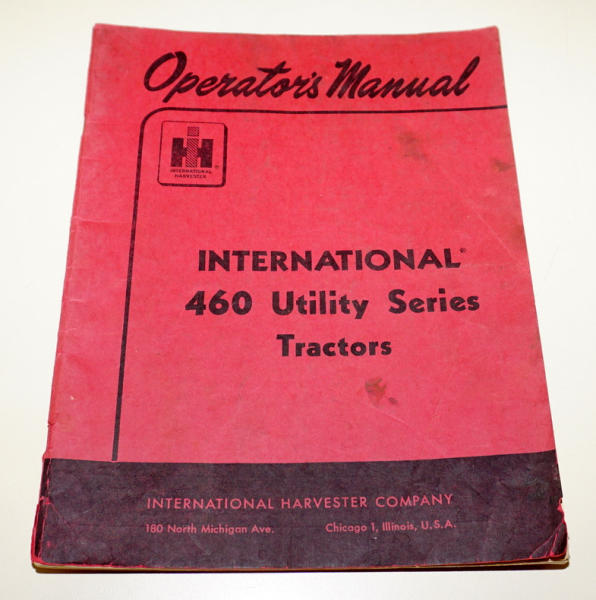 Operator's Manual
IH
®
INTERNATIONAL
HARVESTER
INTERNATIONAL®
460 Utility Series
Tractors
INTERNATIONAL HARVESTER COMPANY
180 North Michigan Ave. Chicago 1, Illinois, U.S.A.